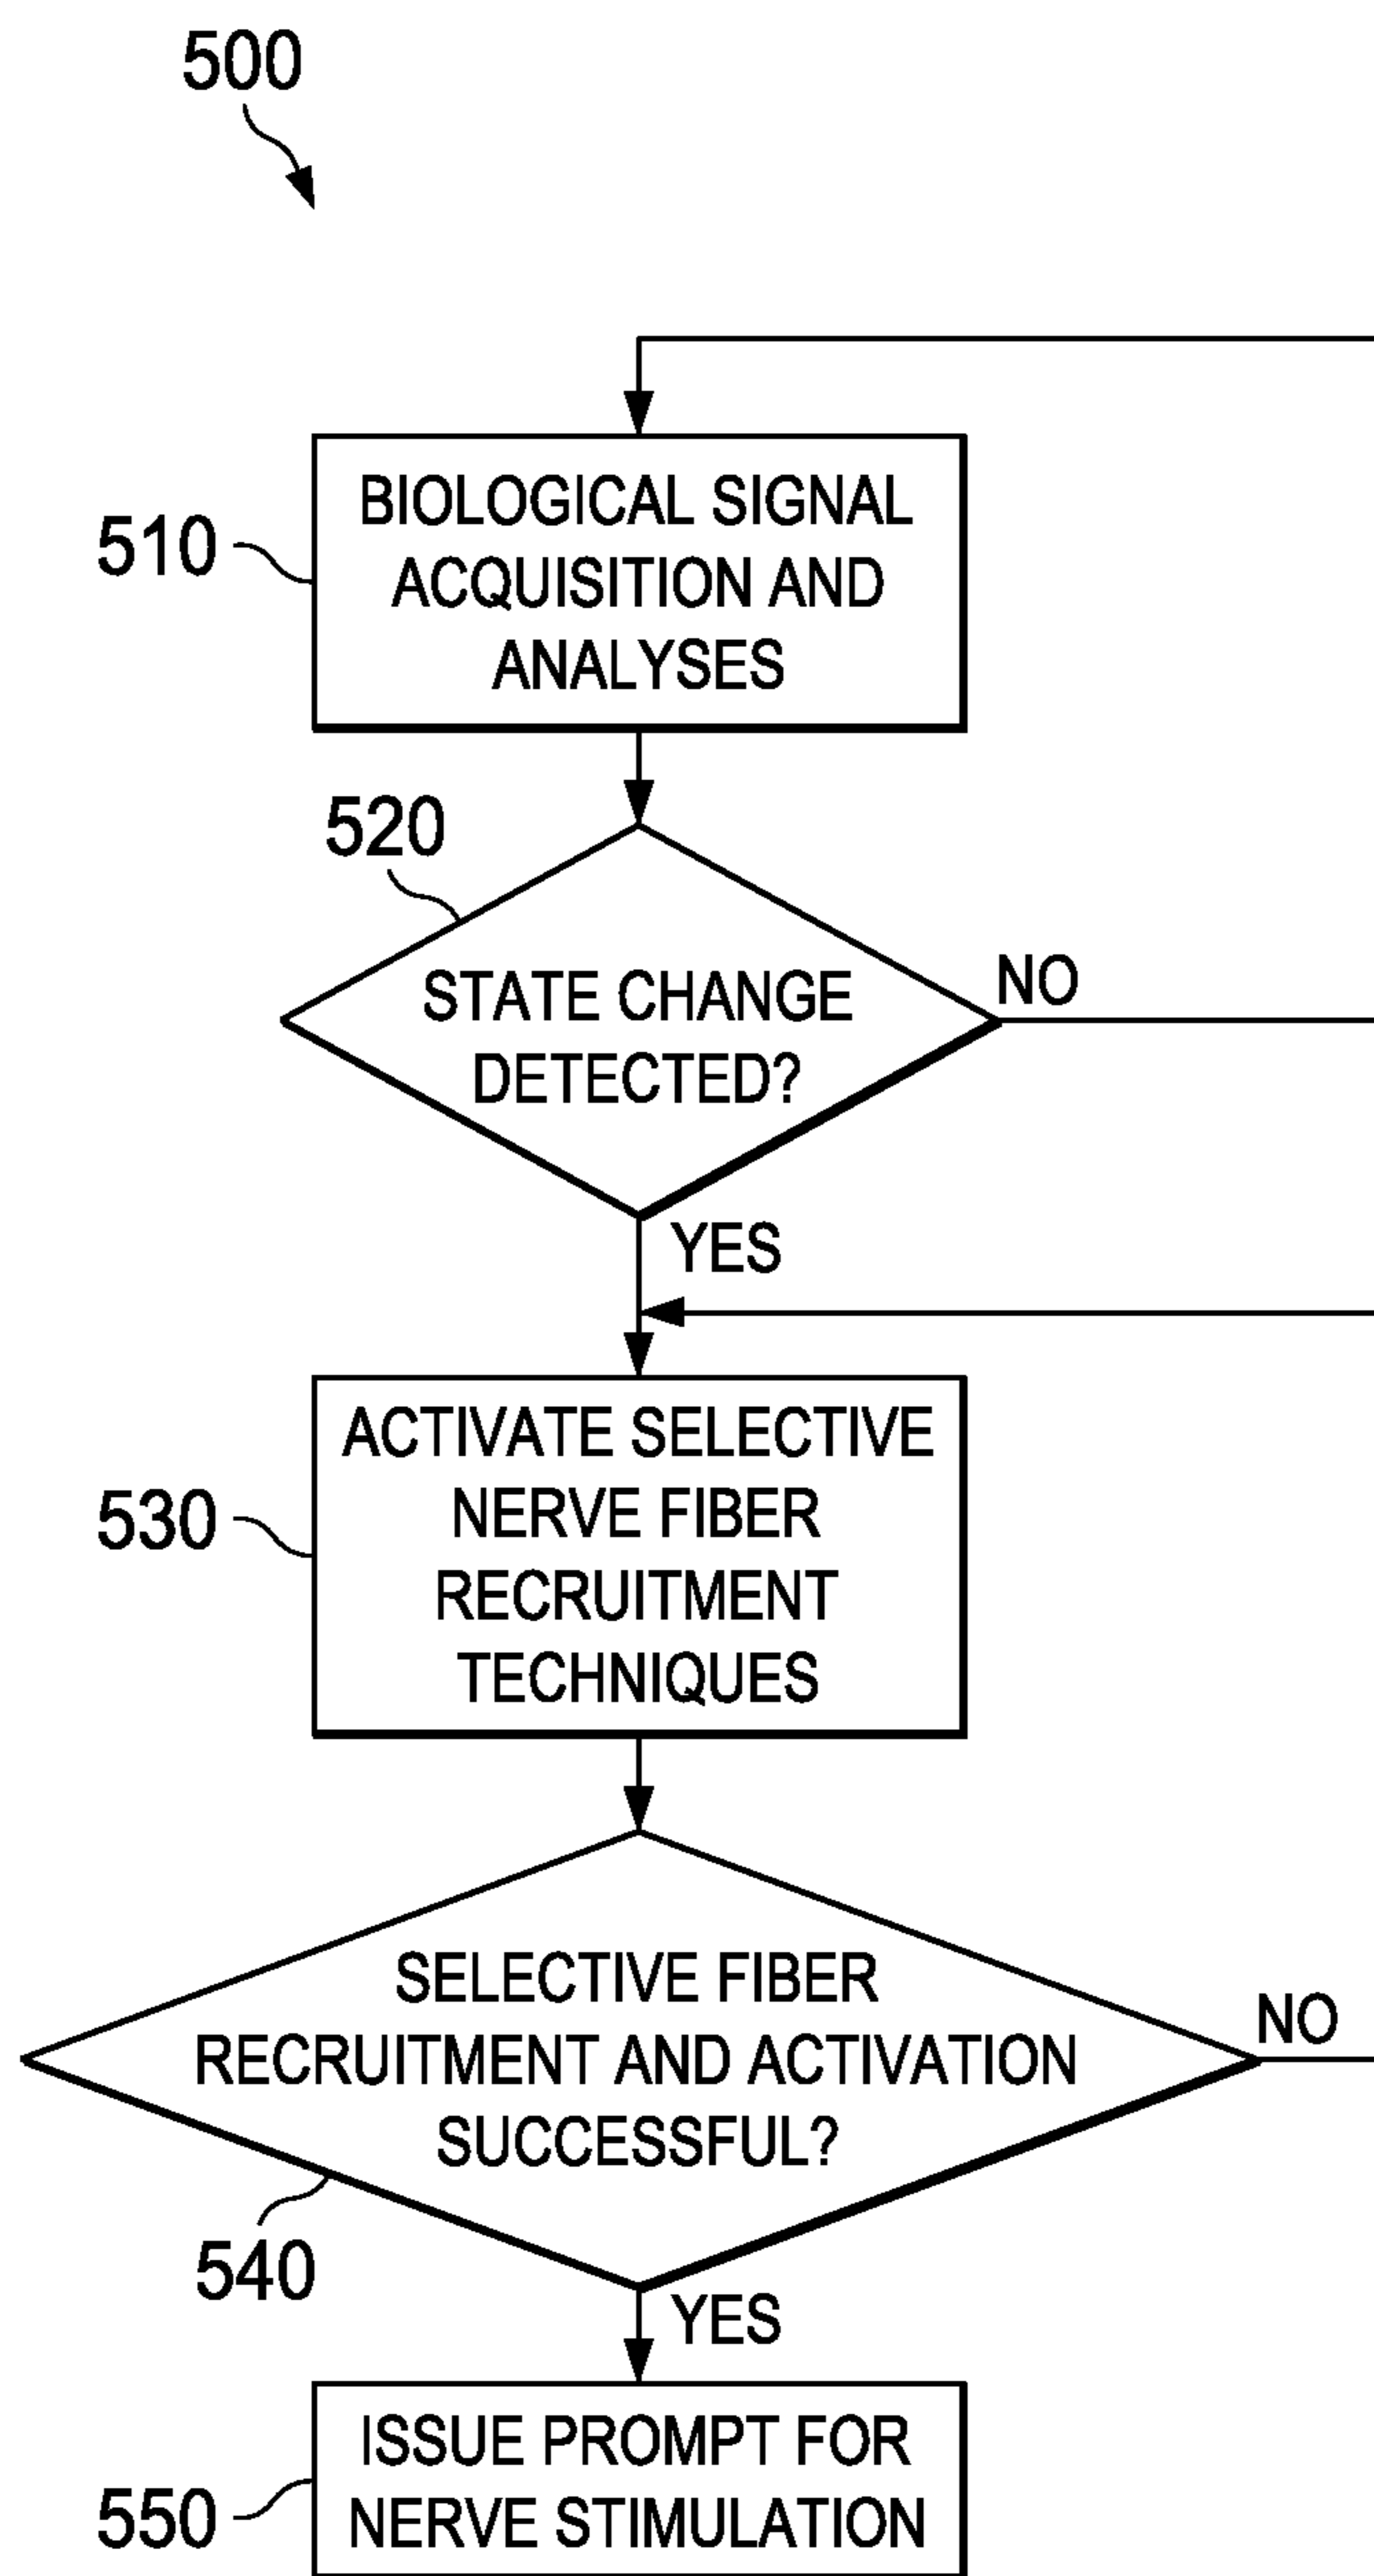 500
510
BIOLOGICAL SIGNAL
ACQUISITION AND
ANALYSES
520
STATE CHANGE
DETECTED?
NO
YES
530
ACTIVATE SELECTIVE
NERVE FIBER
RECRUITMENT
TECHNIQUES
SELECTIVE FIBER
RECRUITMENT AND ACTIVATION
SUCCESSFUL?
NO
540
YES
550
ISSUE PROMPT FOR
NERVE STIMULATION